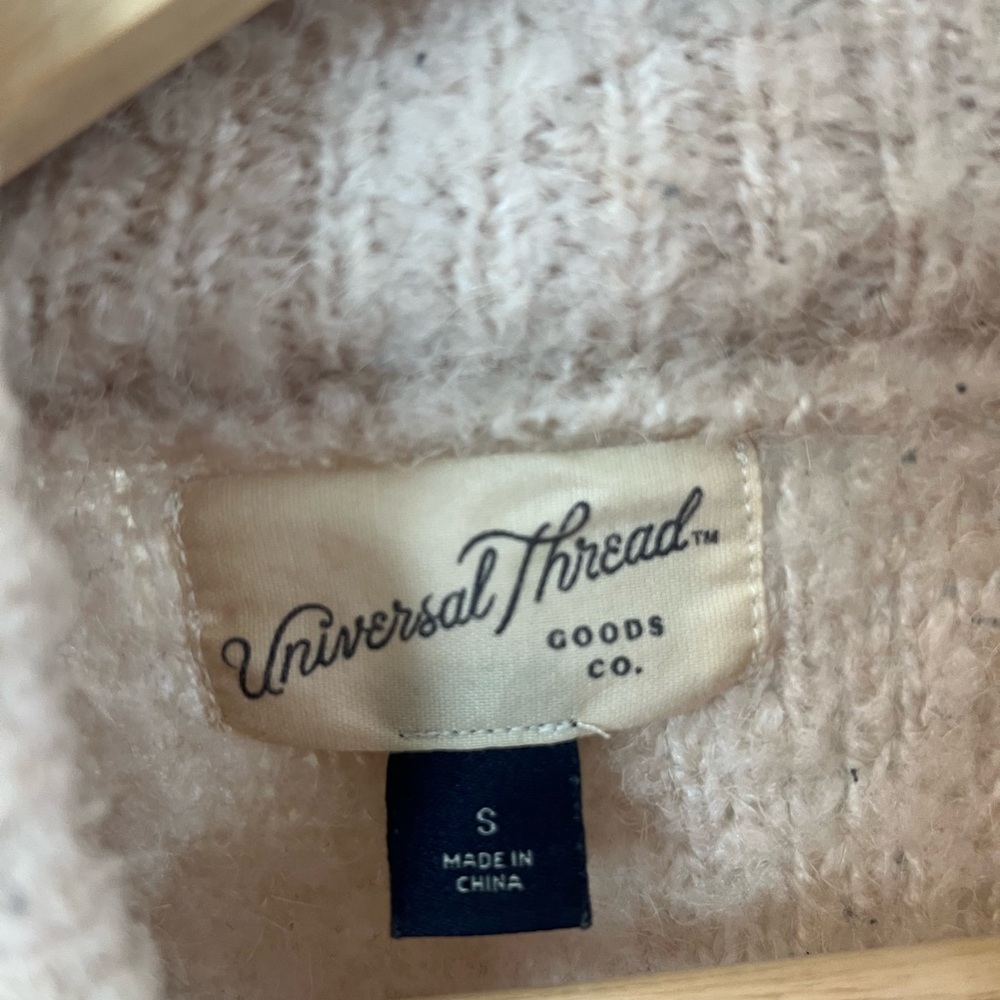 Universal Thread™
GOODS
CO.
S
MADE IN
CHINA